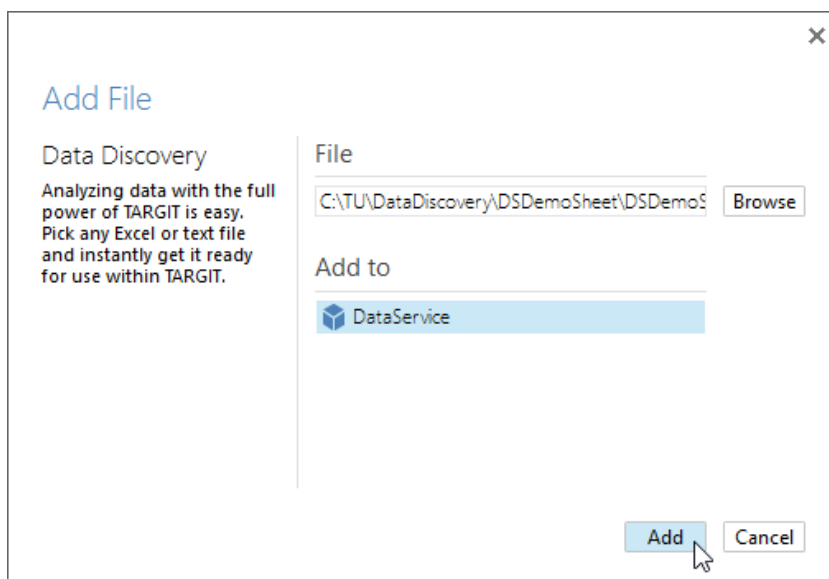 Add File
Data Discovery
Analyzing data with the full
power of TARGIT is easy.
Pick any Excel or text file
and instantly get it ready
for use within TARGIT.
File
C:\TU\DataDiscovery\DSDemoSheet\DSDemoS
Browse
Add to
DataService
Add
Cancel